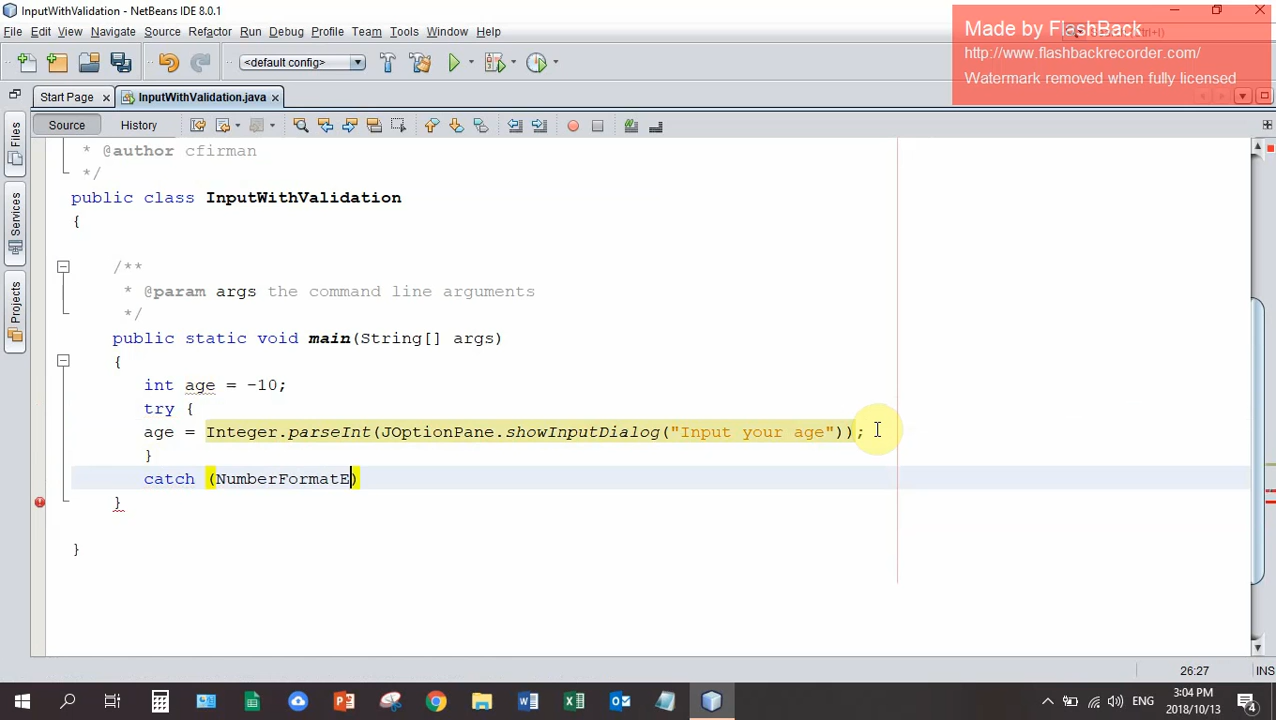 InputWithValidation - NetBeans IDE 8.0.1
Made by FlashBack
http://www.flashbackrecorder.com/
Watermark removed when fully licensed
File Edit View Navigate Source Refactor Run Debug Profile Team Tools Window Help
<default config>
Start Page
InputWithValidation.java
Source History
Files
Services
Projects
* @author cfirman
*/
public class InputWithValidation
{
/**
* @param args the command line arguments
*/
public static void main(String[] args)
{
int age = -10;
try {
age = Integer.parseInt(JOptionPane.showInputDialog("Input your age"));
}
catch (NumberFormatE)
}
}
26:27 INS
ENG
3:04 PM
2018/10/13
4